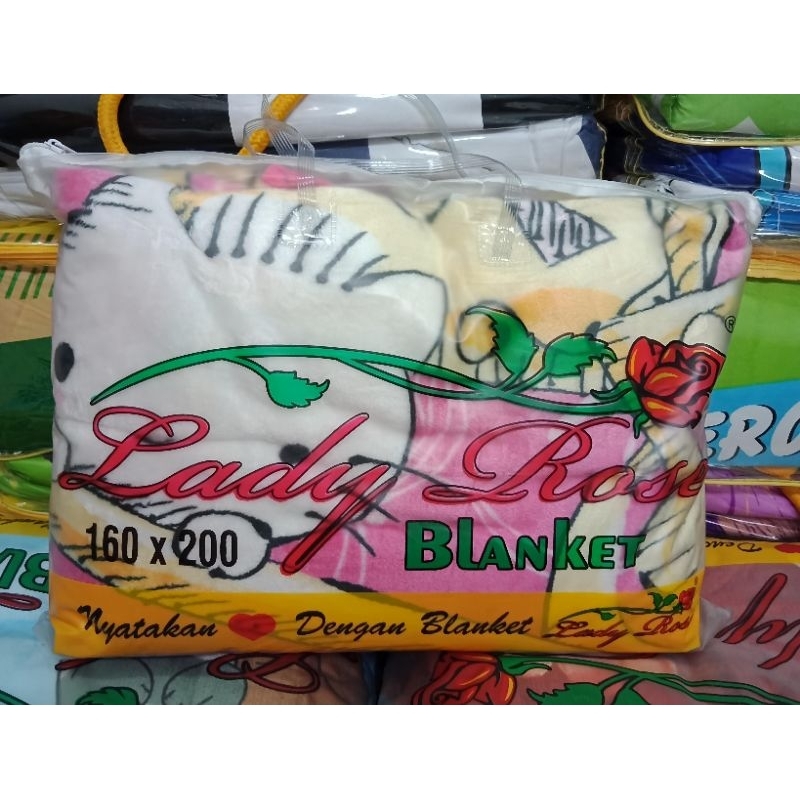 ®
Lady Rose
160 x 200
BLANKET
Nyatakan ❤ Dengan Blanket Lady Rose